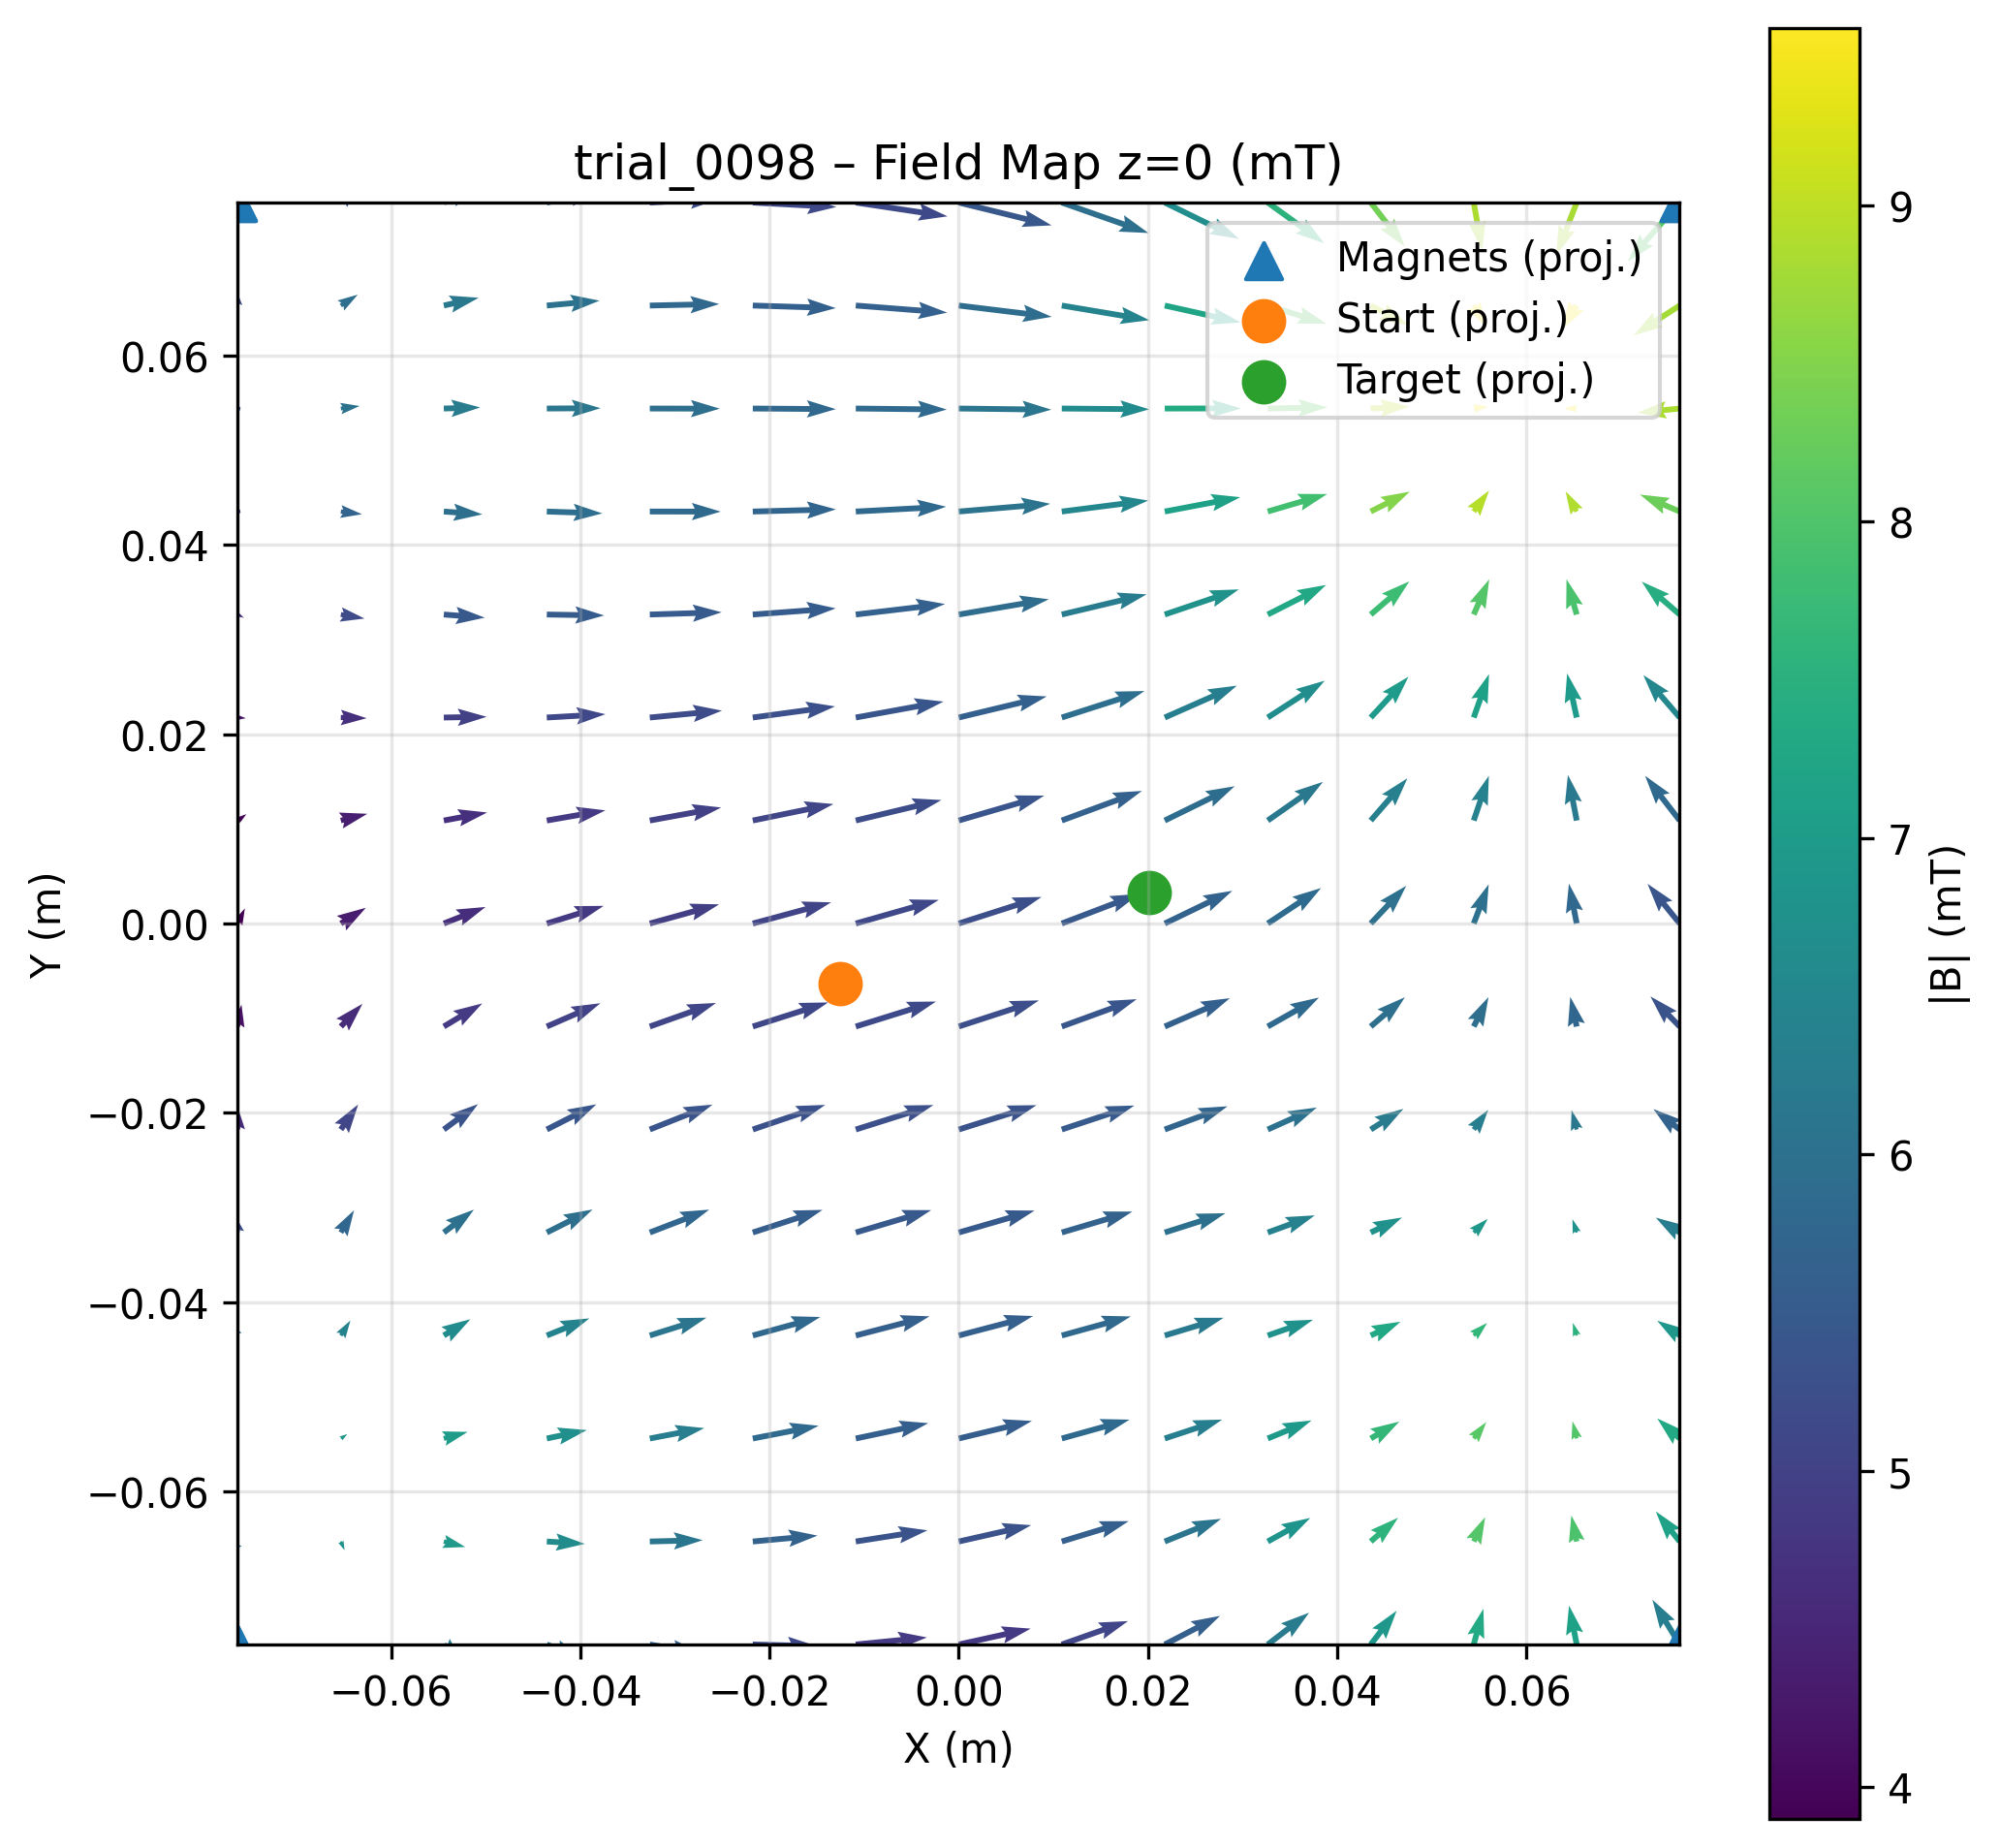 trial_0098 – Field Map z=0 (mT)
Magnets (proj.)
Start (proj.)
Target (proj.)
0.06
0.04
0.02
0.00
−0.02
−0.04
−0.06
Y (m)
−0.06 −0.04 −0.02 0.00 0.02 0.04 0.06
X (m)
9
8
7
6
5
4
|B| (mT)